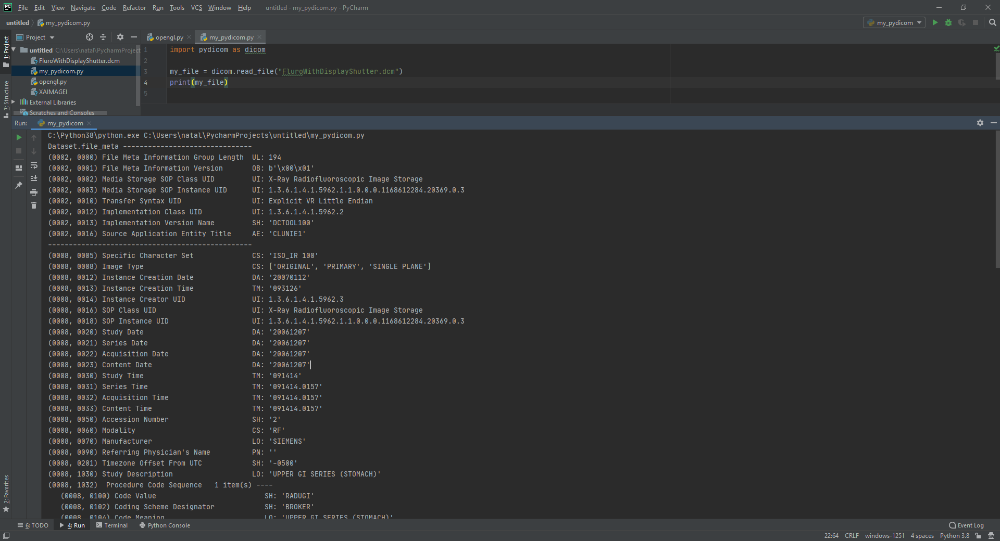 PC File Edit View Navigate Code Refactor Run Tools VCS Window Help untitled - my_pydicom.py - PyCharm
untitled my_pydicom.py my_pydicom
1: Project
7: Structure
2: Favorites
Project
untitled C:\Users\natal\PycharmProject
FluroWithDisplayShutter.dcm
my_pydicom.py
opengl.py
XAIMAGEI
External Libraries
Scratches and Consoles
opengl.py my_pydicom.py
1 import pydicom as dicom
2
3 my_file = dicom.read_file("FluroWithDisplayShutter.dcm")
4 print(my_file)
5
Run: my_pydicom
C:\Python38\python.exe C:\Users\natal\PycharmProjects\untitled\my_pydicom.py
Dataset.file_meta -------------------------------
(0002, 0000) File Meta Information Group Length  UL: 194
(0002, 0001) File Meta Information Version       OB: b'\x00\x01'
(0002, 0002) Media Storage SOP Class UID         UI: X-Ray Radiofluoroscopic Image Storage
(0002, 0003) Media Storage SOP Instance UID      UI: 1.3.6.1.4.1.5962.1.1.0.0.0.1168612284.20369.0.3
(0002, 0010) Transfer Syntax UID                 UI: Explicit VR Little Endian
(0002, 0012) Implementation Class UID            UI: 1.3.6.1.4.1.5962.2
(0002, 0013) Implementation Version Name         SH: 'DCTOOL100'
(0002, 0016) Source Application Entity Title     AE: 'CLUNIE1'
-------------------------------------------------
(0008, 0005) Specific Character Set              CS: 'ISO_IR 100'
(0008, 0008) Image Type                          CS: ['ORIGINAL', 'PRIMARY', 'SINGLE PLANE']
(0008, 0012) Instance Creation Date              DA: '20070112'
(0008, 0013) Instance Creation Time              TM: '093126'
(0008, 0014) Instance Creator UID                UI: 1.3.6.1.4.1.5962.3
(0008, 0016) SOP Class UID                       UI: X-Ray Radiofluoroscopic Image Storage
(0008, 0018) SOP Instance UID                    UI: 1.3.6.1.4.1.5962.1.1.0.0.0.1168612284.20369.0.3
(0008, 0020) Study Date                          DA: '20061207'
(0008, 0021) Series Date                         DA: '20061207'
(0008, 0022) Acquisition Date                    DA: '20061207'
(0008, 0023) Content Date                        DA: '20061207'
(0008, 0030) Study Time                          TM: '091414'
(0008, 0031) Series Time                         TM: '091414.0157'
(0008, 0032) Acquisition Time                    TM: '091414.0157'
(0008, 0033) Content Time                        TM: '091414.0157'
(0008, 0050) Accession Number                    SH: '2'
(0008, 0060) Modality                            CS: 'RF'
(0008, 0070) Manufacturer                        LO: 'SIEMENS'
(0008, 0090) Referring Physician's Name          PN: ''
(0008, 0201) Timezone Offset From UTC            SH: '-0500'
(0008, 1030) Study Description                   LO: 'UPPER GI SERIES (STOMACH)'
(0008, 1032)  Procedure Code Sequence   1 item(s) ----
   (0008, 0100) Code Value                          SH: 'RADUGI'
   (0008, 0102) Coding Scheme Designator            SH: 'BROKER'
   (0008, 0104) Code Meaning                        LO: 'UPPER GI SERIES (STOMACH)'
6: TODO 4: Run Terminal Python Console Event Log
22:64 CRLF windows-1251 4 spaces Python 3.8